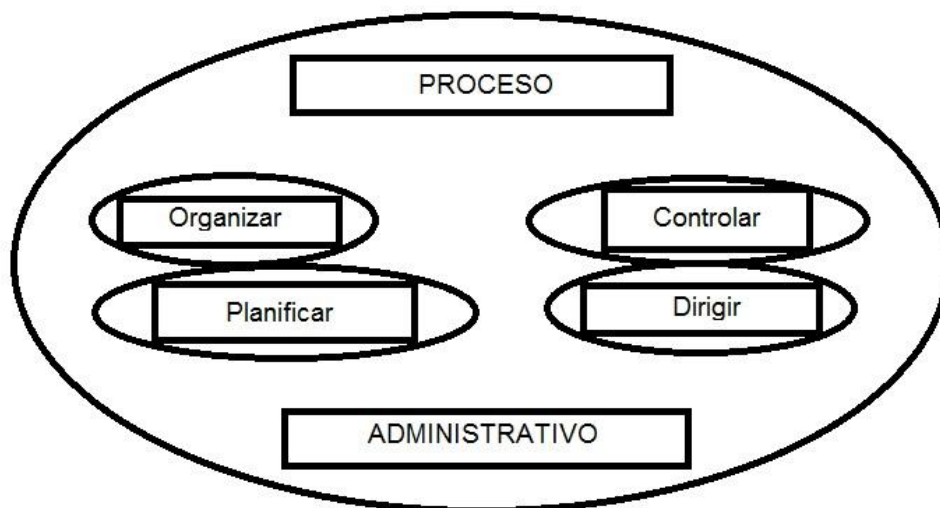 PROCESO
Organizar
Controlar
Planificar
Dirigir
ADMINISTRATIVO